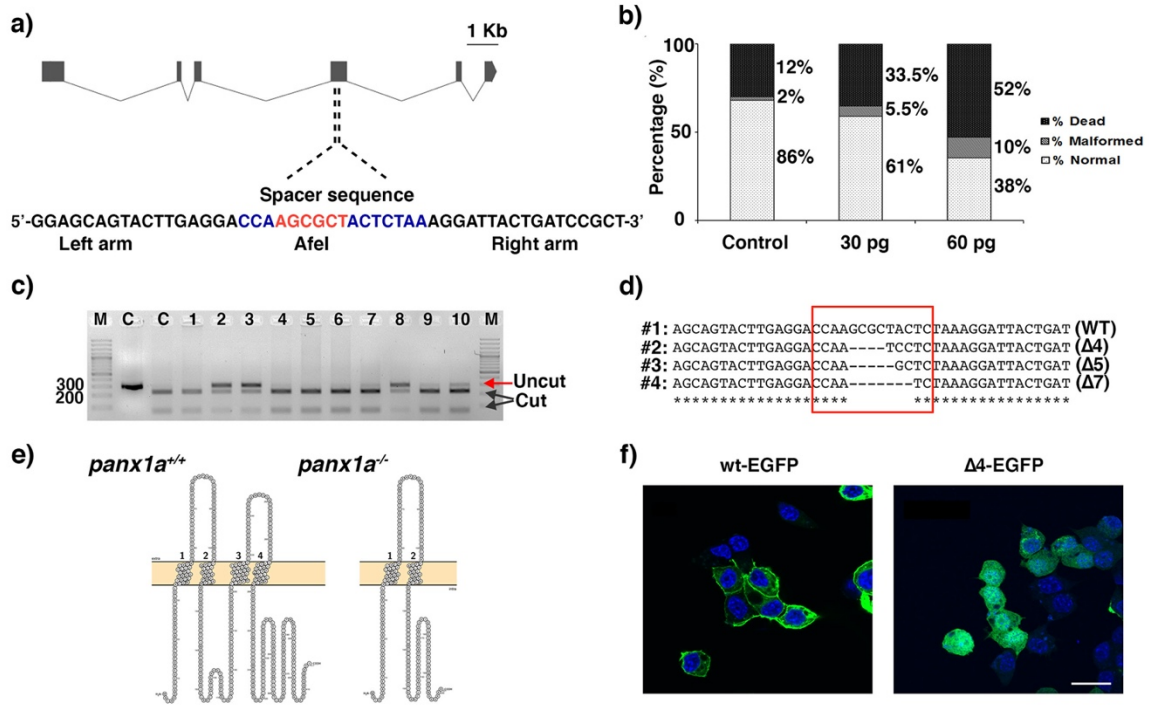 a)
1 Kb
Spacer sequence
5'-GGAGCAGTACTTGAGGACCAAGCGCTACTCTAAAGGATTACTGATCCGCT-3'
Left arm AfeI Right arm
b)
Percentage (%)
100
50
0
12%
2%
86%
33.5%
5.5%
61%
52%
10%
38%
Control 30 pg 60 pg
% Dead
% Malformed
% Normal
c)
M C C 1 2 3 4 5 6 7 8 9 10 M
300
200
Uncut
Cut
d)
#1: AGCAGTACTTGAGGACCAAGCGCTACTCTAAAGGATTACTGAT (WT)
#2: AGCAGTACTTGAGGACCAA----TCCTCTAAAGGATTACTGAT (Δ4)
#3: AGCAGTACTTGAGGACCAA-----GCTCTAAAGGATTACTGAT (Δ5)
#4: AGCAGTACTTGAGGACCAA-------TCTAAAGGATTACTGAT (Δ7)
******************* *****************
e)
panx1a+/+ panx1a-/-
1 2 3 4
1 2
f)
wt-EGFP Δ4-EGFP